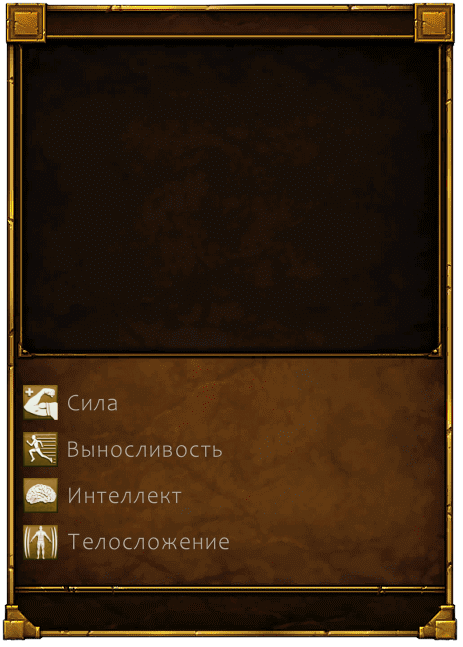 Сила
Выносливость
Интеллект
Телосложение